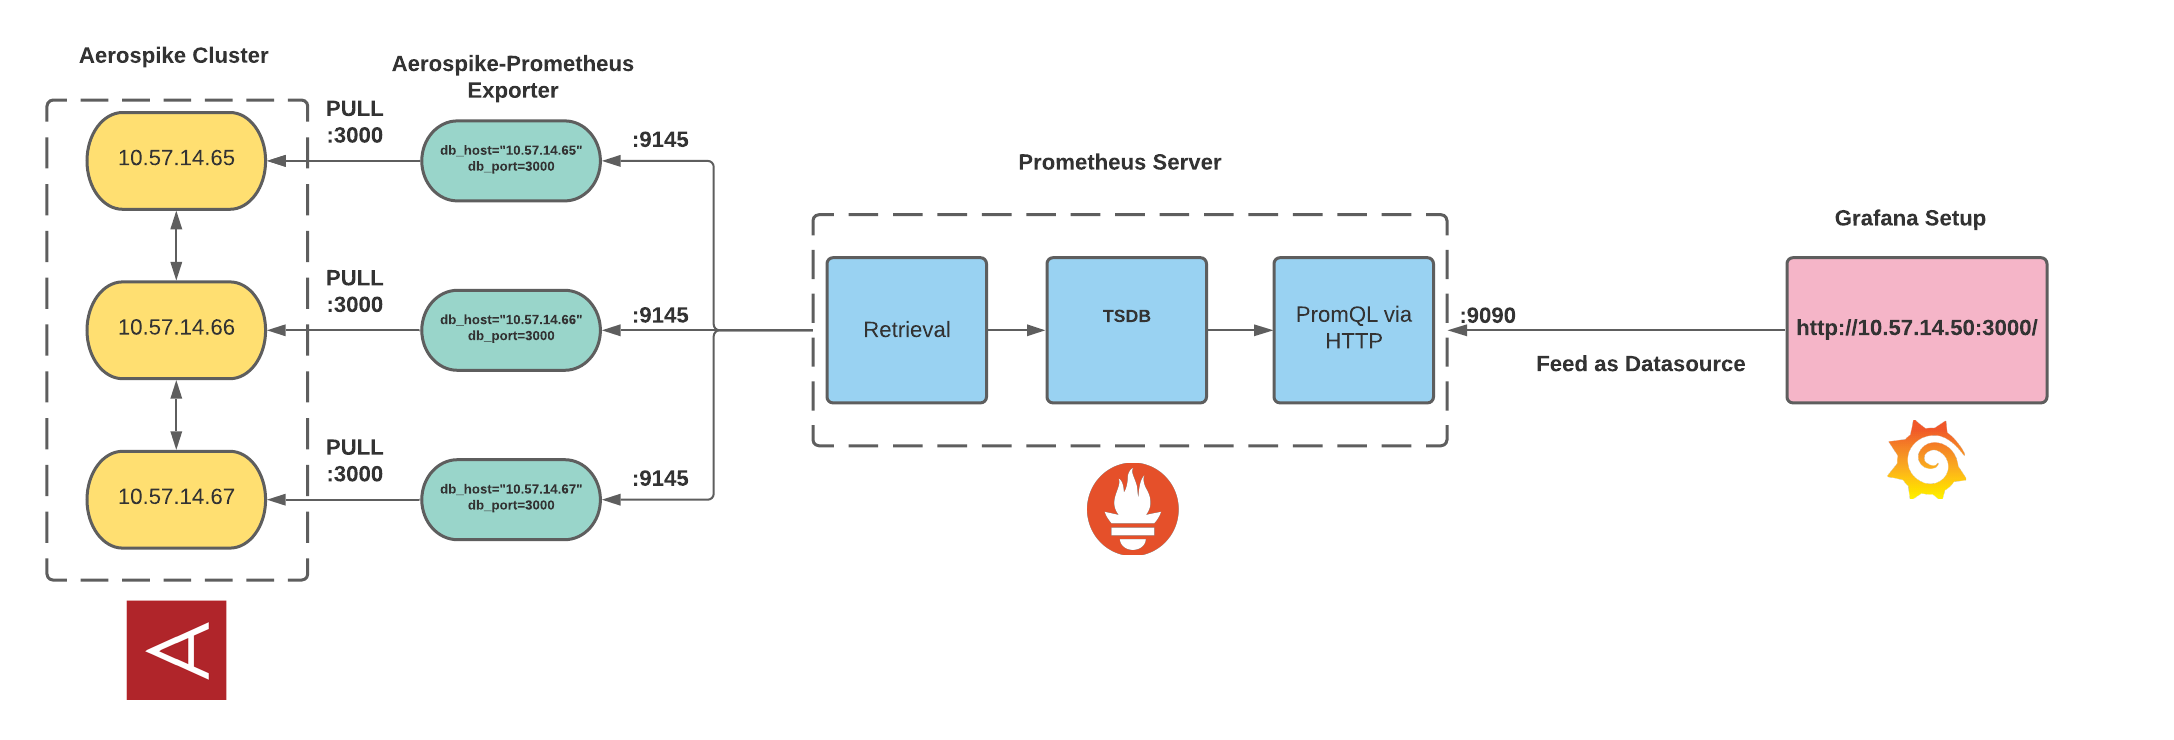 Aerospike Cluster
10.57.14.65
10.57.14.66
10.57.14.67
PULL
:3000
PULL
:3000
PULL
:3000
Aerospike-Prometheus
Exporter
db_host="10.57.14.65"
db_port=3000
db_host="10.57.14.66"
db_port=3000
db_host="10.57.14.67"
db_port=3000
:9145
:9145
:9145
Prometheus Server
Retrieval
TSDB
PromQL via
HTTP
:9090
Feed as Datasource
Grafana Setup
http://10.57.14.50:3000/